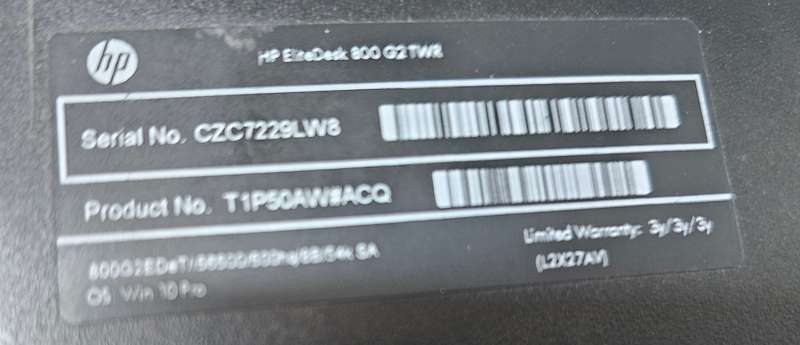 hp
HP EliteDesk 800 G2 TWR
Serial No. CZC7229LW8
Product No. T1P50AW#ACQ
Limited Warranty: 3y/3y/3y
(L2X27AV)
OS Win 10 Pro